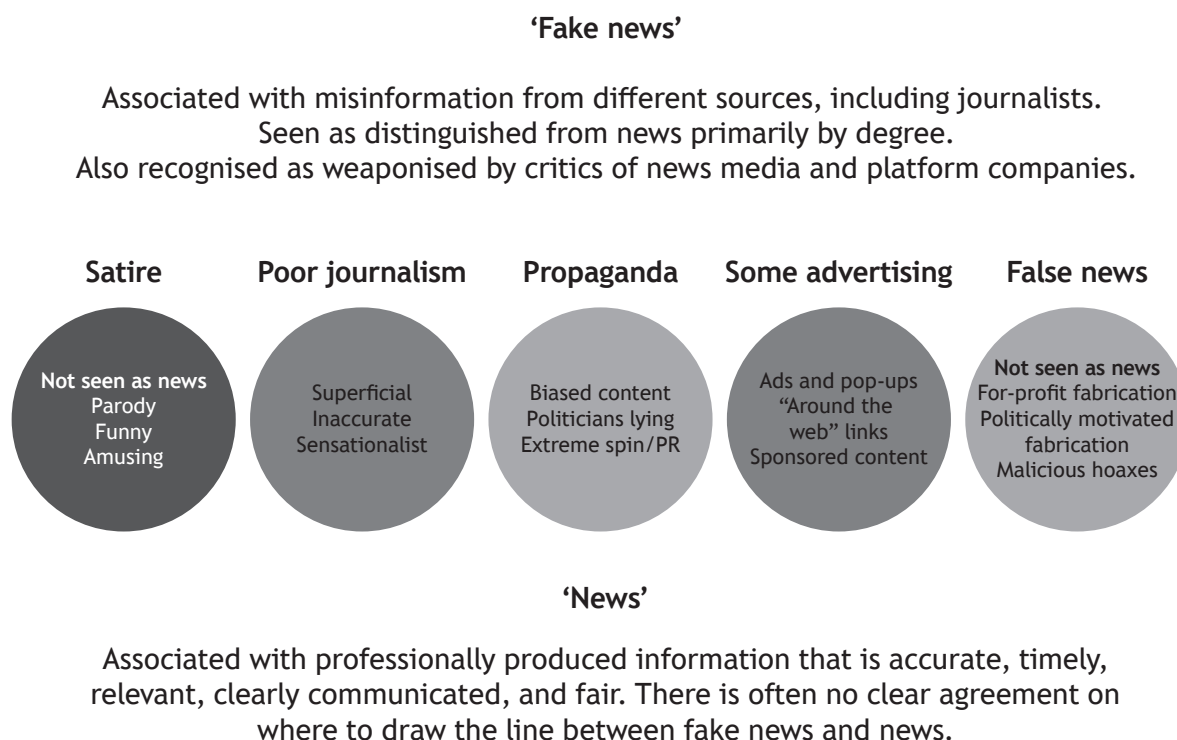 ‘Fake news’
Associated with misinformation from different sources, including journalists.
Seen as distinguished from news primarily by degree.
Also recognised as weaponised by critics of news media and platform companies.
Satire
Not seen as news
Parody
Funny
Amusing
Poor journalism
Superficial
Inaccurate
Sensationalist
Propaganda
Biased content
Politicians lying
Extreme spin/PR
Some advertising
Ads and pop-ups
“Around the
web” links
Sponsored content
False news
Not seen as news
For-profit fabrication
Politically motivated
fabrication
Malicious hoaxes
‘News’
Associated with professionally produced information that is accurate, timely,
relevant, clearly communicated, and fair. There is often no clear agreement on
where to draw the line between fake news and news.